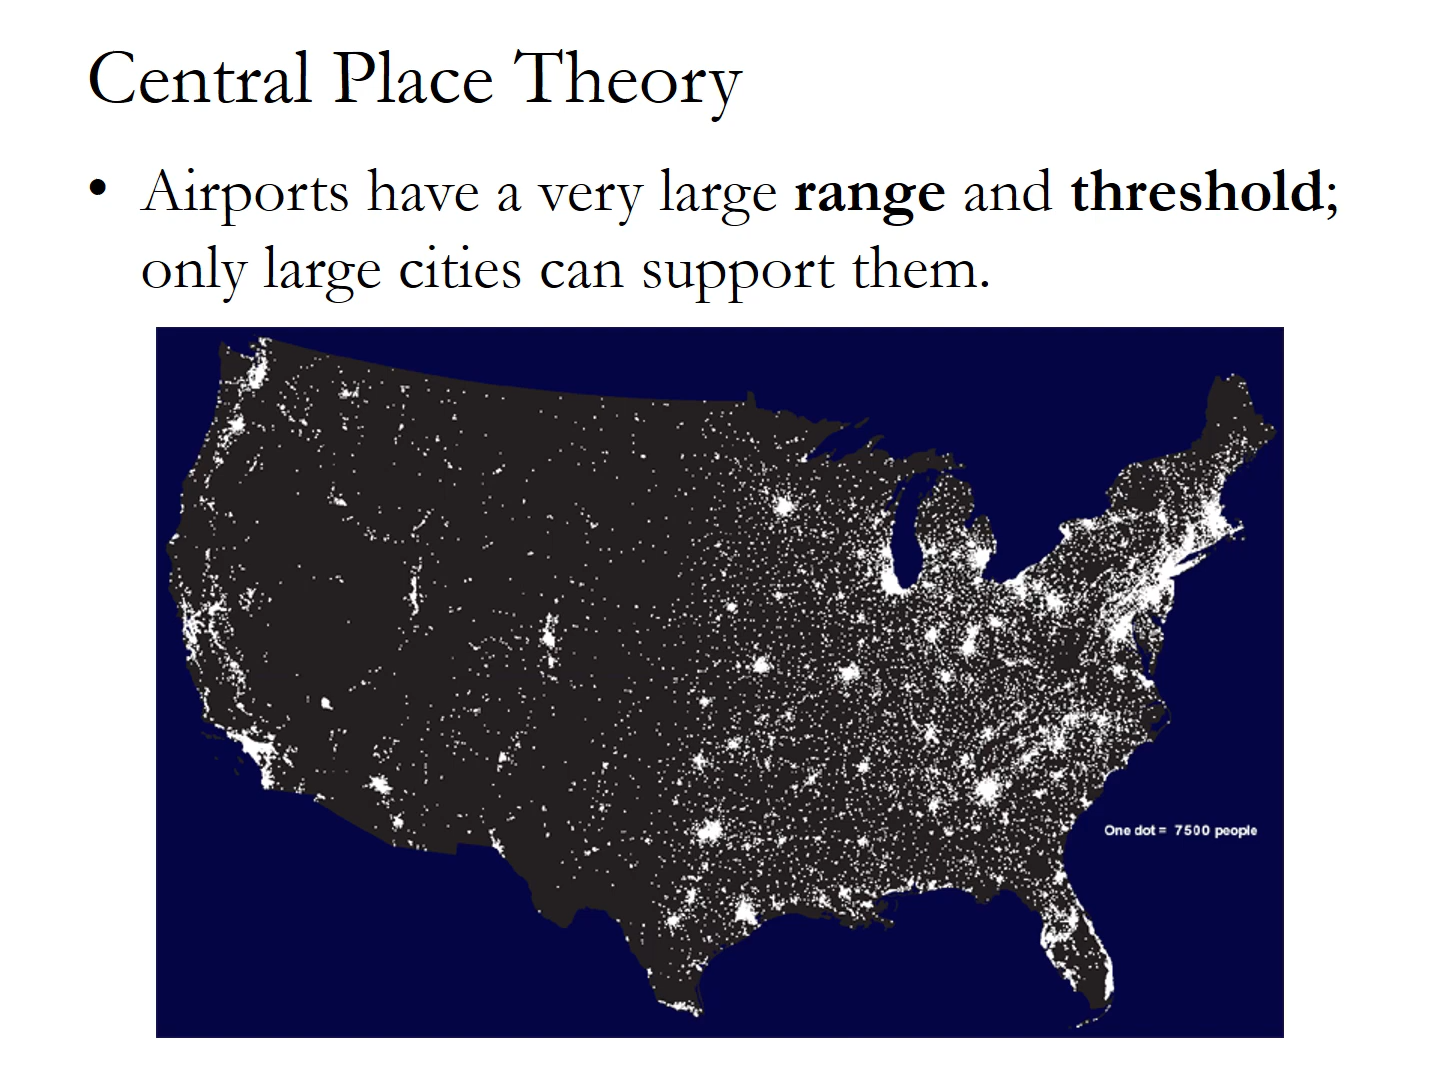 Central Place Theory
• Airports have a very large range and threshold;
only large cities can support them.
One dot = 7500 people